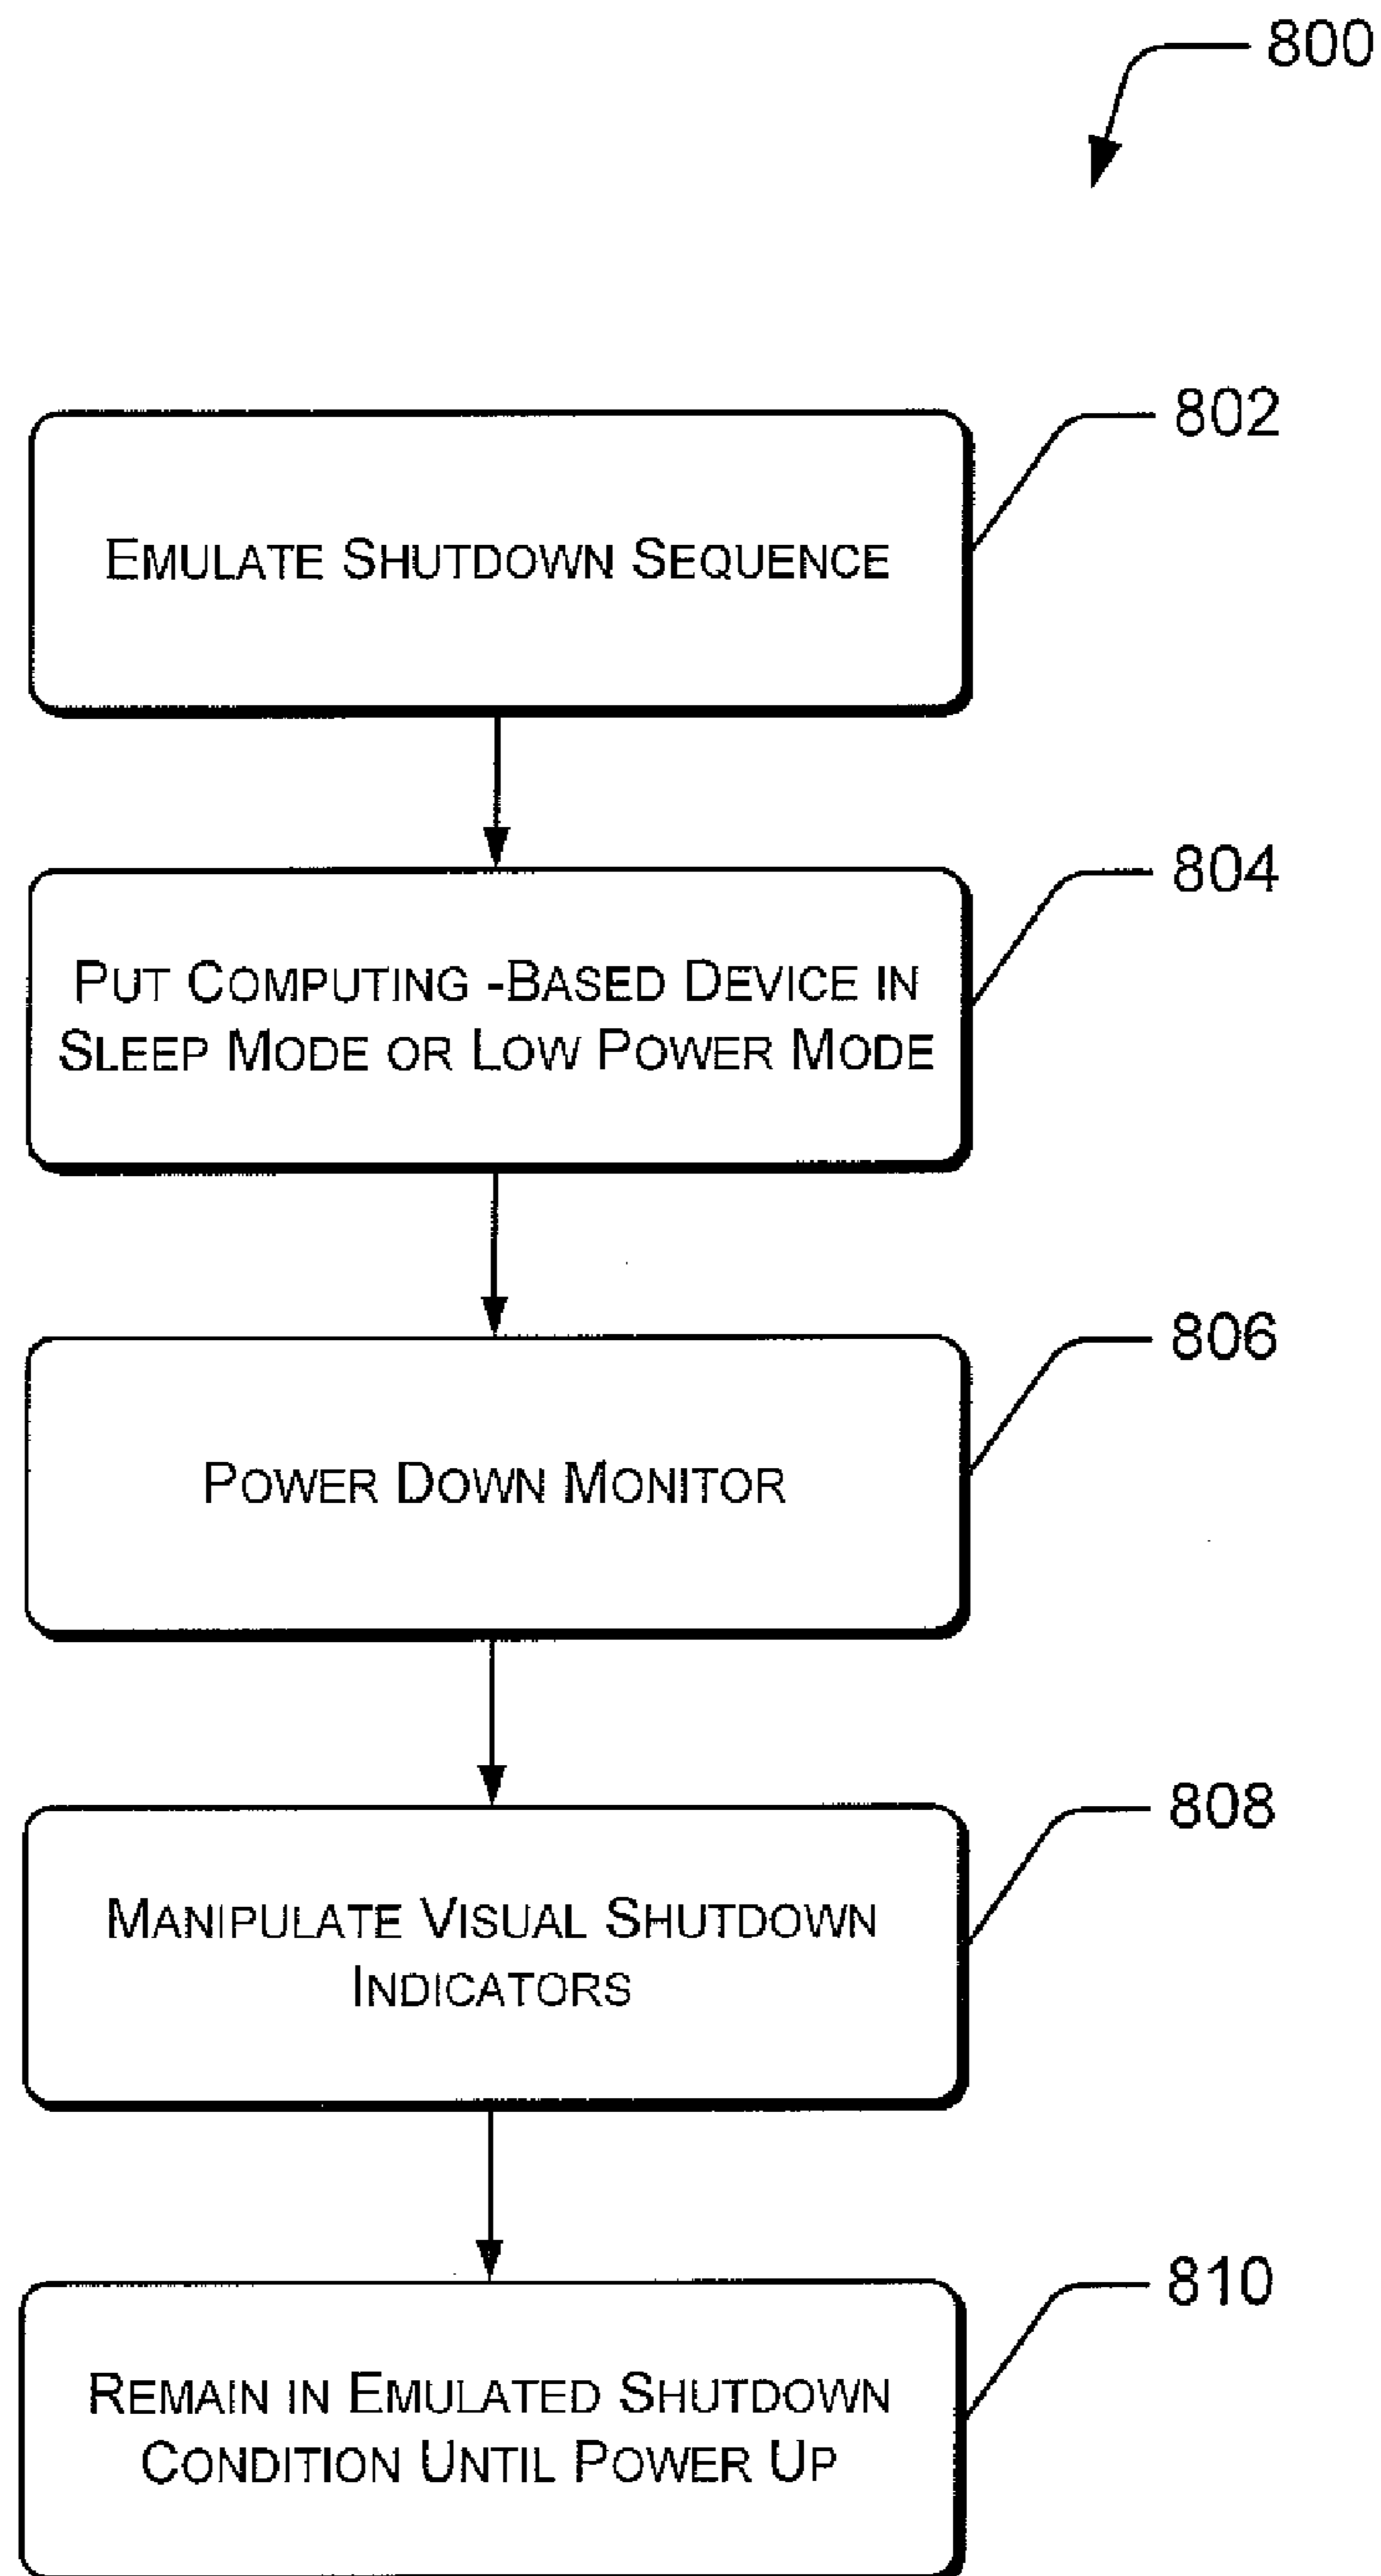 800
EMULATE SHUTDOWN SEQUENCE
802
PUT COMPUTING -BASED DEVICE IN
SLEEP MODE OR LOW POWER MODE
804
POWER DOWN MONITOR
806
MANIPULATE VISUAL SHUTDOWN
INDICATORS
808
REMAIN IN EMULATED SHUTDOWN
CONDITION UNTIL POWER UP
810